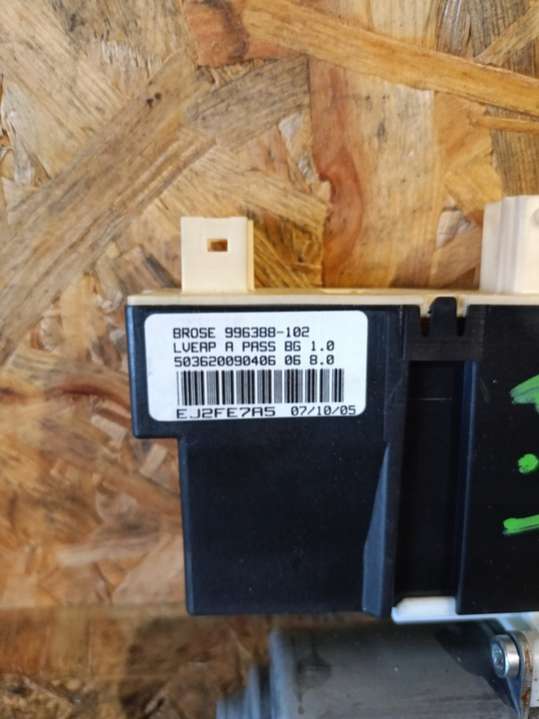 BROSE 996388-102
LVEAP A PASS BG 1.0
503620090406 06 8.0
EJ2FE7A5 07/10/05